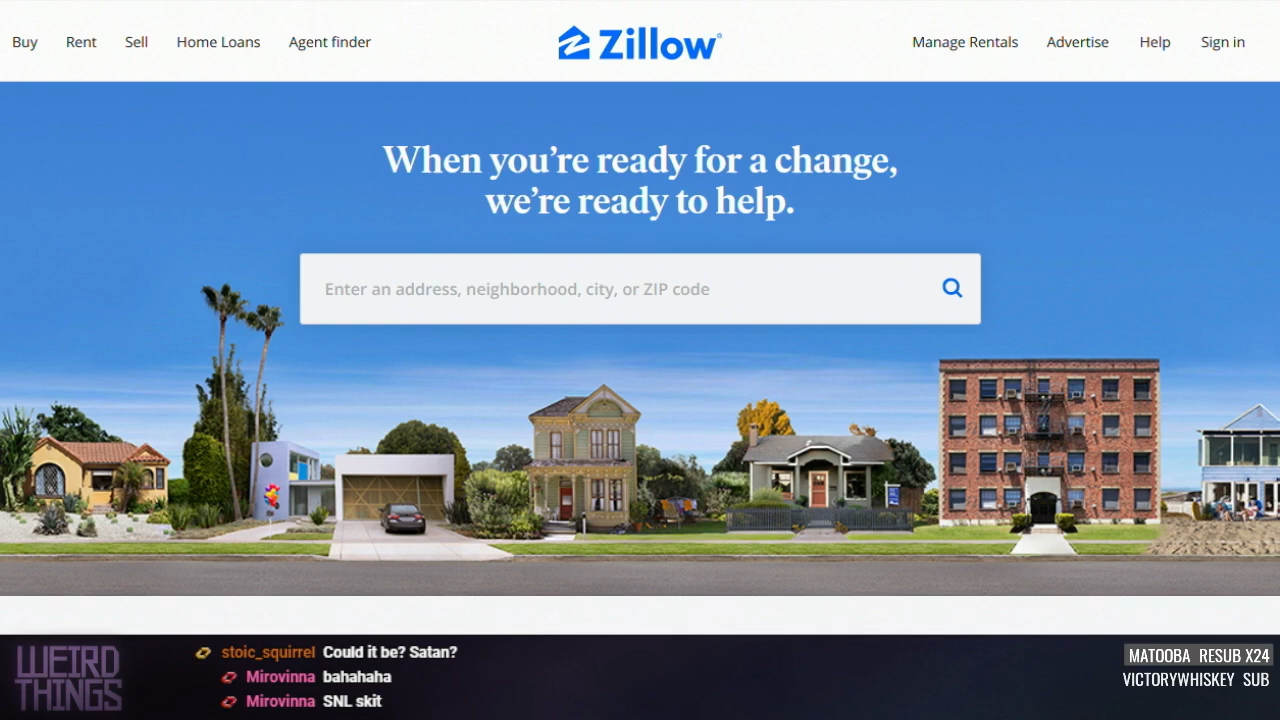 Buy Rent Sell Home Loans Agent finder Zillow® Manage Rentals Advertise Help Sign in
When you’re ready for a change,
we’re ready to help.
Enter an address, neighborhood, city, or ZIP code
WEIRD
THINGS
stoic_squirrel Could it be? Satan?
Mirovinna bahahaha
Mirovinna SNL skit
MATOOBA RESUB X24
VICTORYWHISKEY SUB